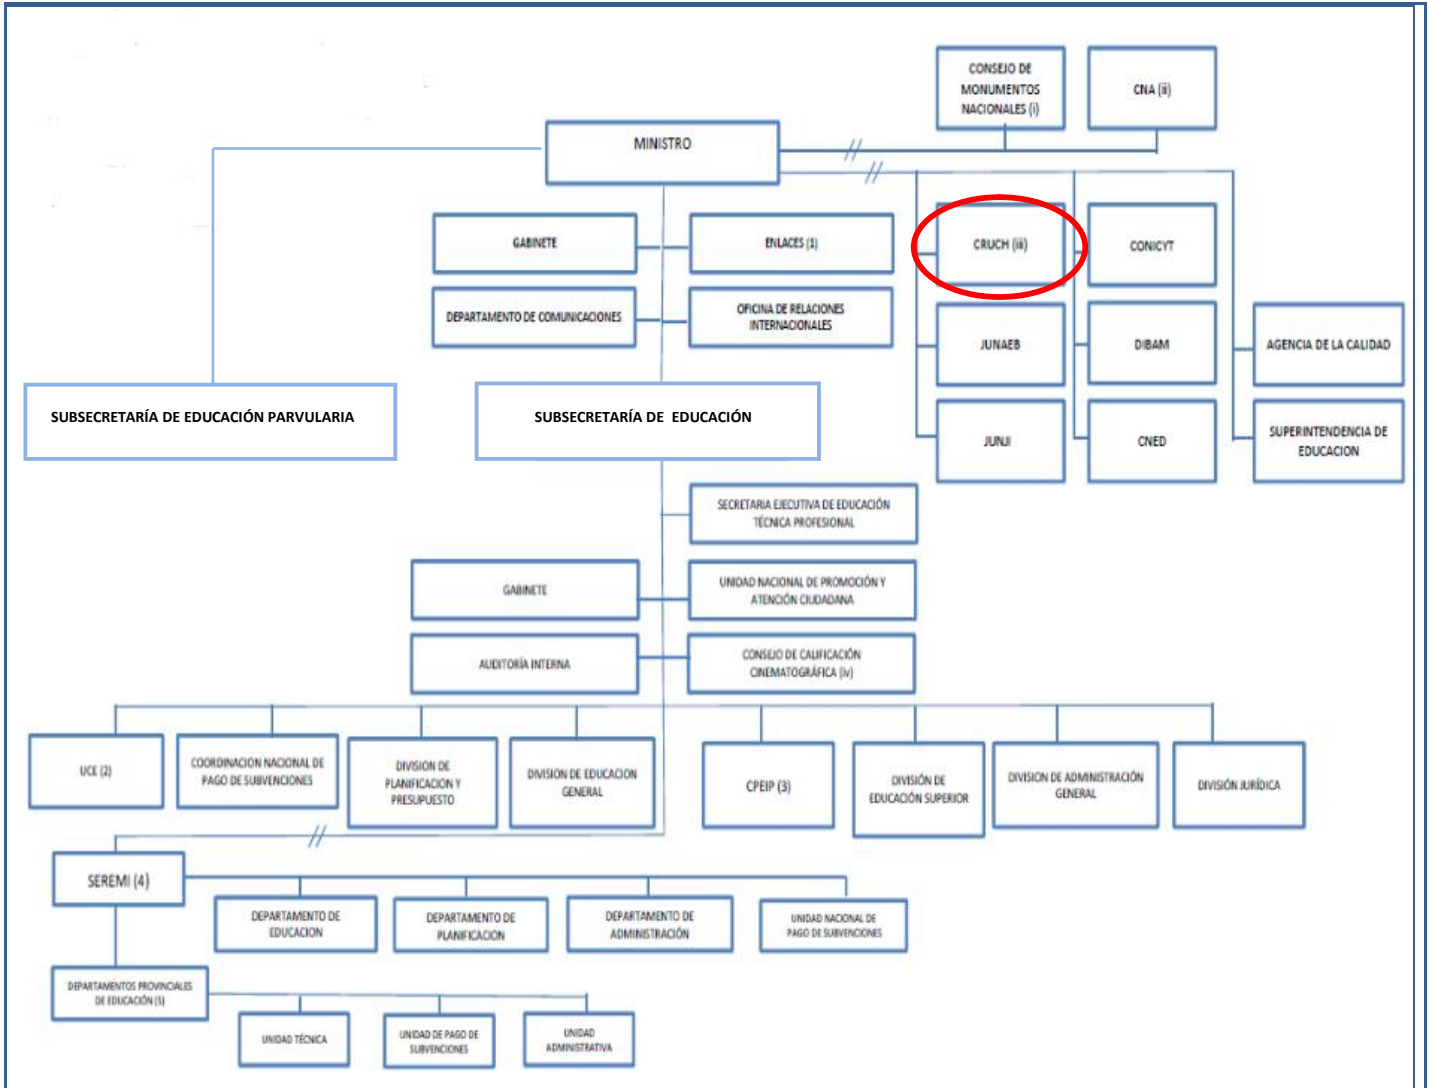 CONSEJO DE
MONUMENTOS
NACIONALES (i)
CNA (ii)
MINISTRO
GABINETE
ENLACES (1)
CRUCH (iii)
CONICYT
DEPARTAMENTO DE COMUNICACIONES
OFICINA DE RELACIONES
INTERNACIONALES
JUNAEB
DIBAM
AGENCIA DE LA CALIDAD
SUBSECRETARÍA DE EDUCACIÓN PARVULARIA
SUBSECRETARÍA DE EDUCACIÓN
JUNJI
CNED
SUPERINTENDENCIA DE
EDUCACION
SECRETARIA EJECUTIVA DE EDUCACIÓN
TÉCNICA PROFESIONAL
GABINETE
UNIDAD NACIONAL DE PROMOCIÓN Y
ATENCIÓN CIUDADANA
AUDITORÍA INTERNA
CONSEJO DE CALIFICACIÓN
CINEMATOGRÁFICA (iv)
UCE (2)
COORDINACION NACIONAL DE
PAGO DE SUBVENCIONES
DIVISION DE
PLANIFICACION Y
PRESUPUESTO
DIVISION DE EDUCACION
GENERAL
CPEIP (3)
DIVISIÓN DE
EDUCACIÓN SUPERIOR
DIVISION DE ADMINISTRACIÓN
GENERAL
DIVISIÓN JURÍDICA
SEREMI (4)
DEPARTAMENTO DE
EDUCACION
DEPARTAMENTO DE
PLANIFICACION
DEPARTAMENTO DE
ADMINISTRACIÓN
UNIDAD NACIONAL DE
PAGO DE SUBVENCIONES
DEPARTAMENTOS PROVINCIALES
DE EDUCACIÓN (5)
UNIDAD TÉCNICA
UNIDAD DE PAGO DE
SUBVENCIONES
UNIDAD
ADMINISTRATIVA